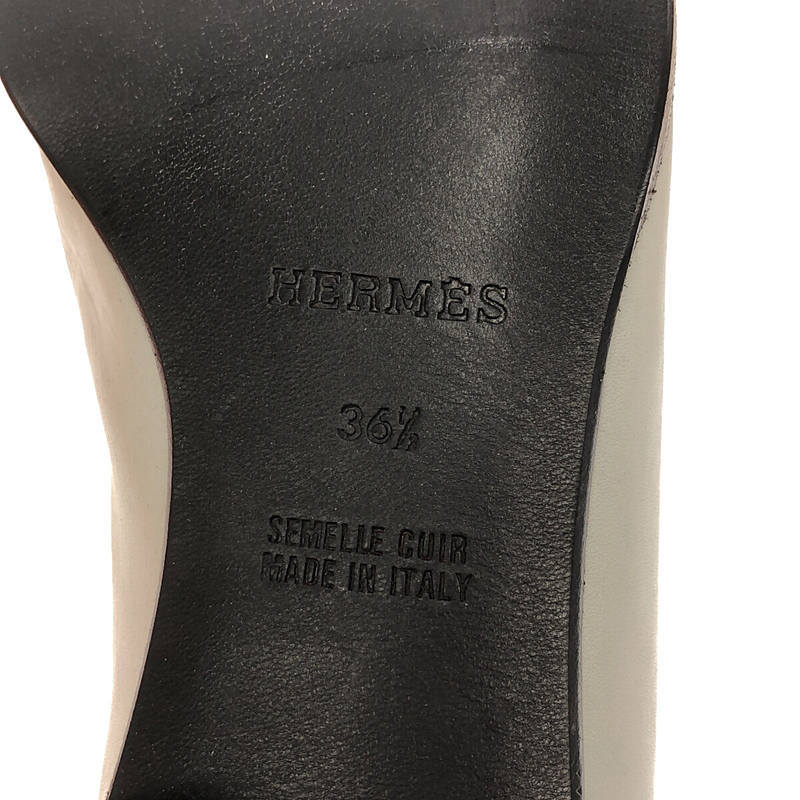 HERMÈS
36½
SEMELLE CUIR
MADE IN ITALY